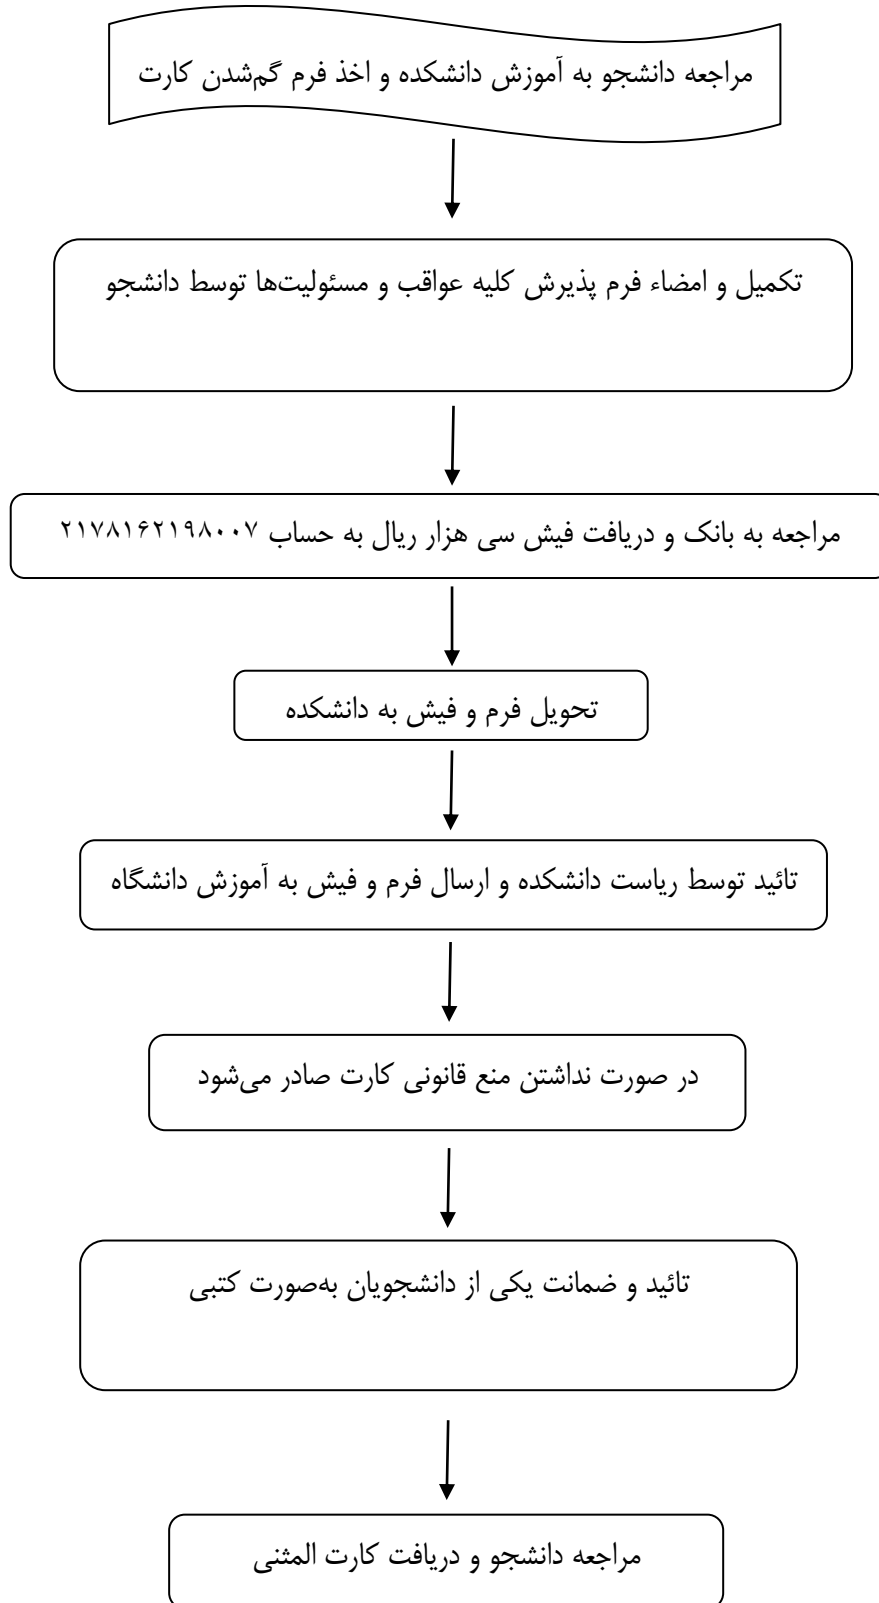 مراجعه دانشجو به آموزش دانشکده و اخذ فرم گم‌شدن کارت
تکمیل و امضاء فرم پذیرش کلیه عواقب و مسئولیت‌ها توسط دانشجو
مراجعه به بانک و دریافت فیش سی هزار ریال به حساب ۲۱۷۸۱۶۲۱۹۸۰۰۷
تحویل فرم و فیش به دانشکده
تائید توسط ریاست دانشکده و ارسال فرم و فیش به آموزش دانشگاه
در صورت نداشتن منع قانونی کارت صادر می‌شود
تائید و ضمانت یکی از دانشجویان به‌صورت کتبی
مراجعه دانشجو و دریافت کارت المثنی